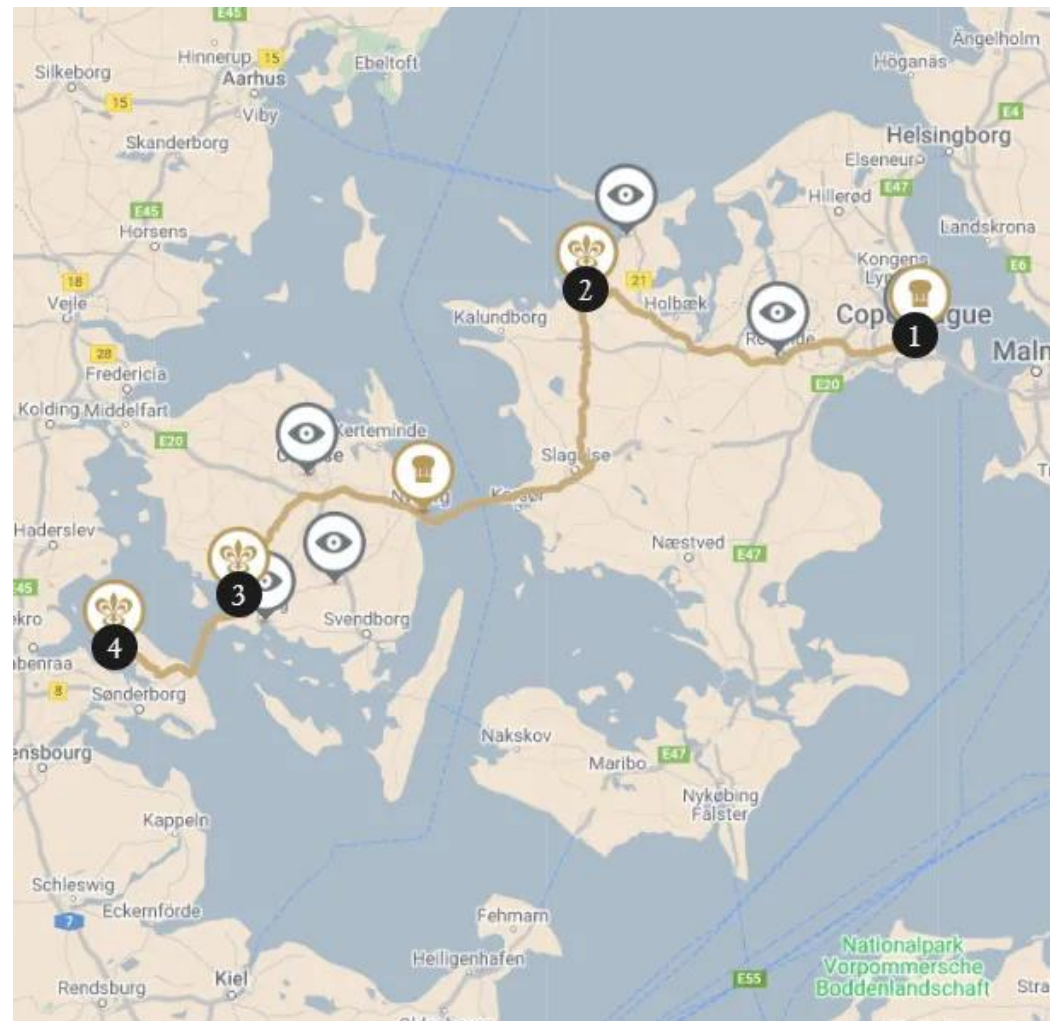 E45
Hinnerup
15
Aarhus
Ebeltoft
Silkeborg
15
Viby
Skanderborg
E45
Horsens
18
Vejle
28
Fredericia
Kolding
Middelfart
E20
Kerteminde
Haderslev
Ängelholm
Höganäs
E4
Helsingborg
Elseneur
E47
Hillerød
Landskrona
Kongens
E6
2
21
Holbæk
Kalundborg
1
E20
Slagelse
Næstved
E47
3
4
45
Svendborg
8
Sønderborg
Nakskov
Maribo
E47
Nykøbing
Falster
Kappeln
Schleswig
7
Eckernförde
Fehmarn
Heiligenhafen
Kiel
Rendsburg
E55
Nationalpark
Vorpommersche
Boddenlandschaft